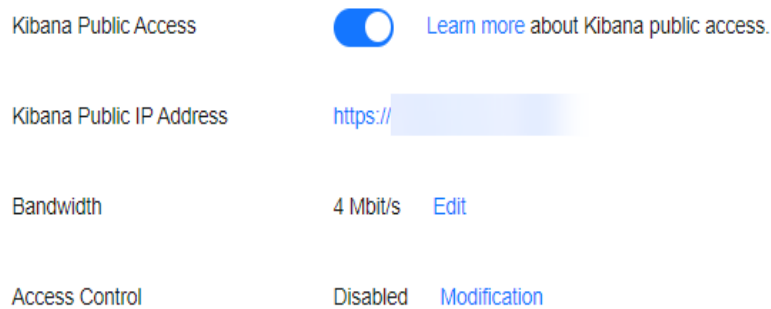 Kibana Public Access Learn more about Kibana public access.
Kibana Public IP Address https://
Bandwidth 4 Mbit/s Edit
Access Control Disabled Modification